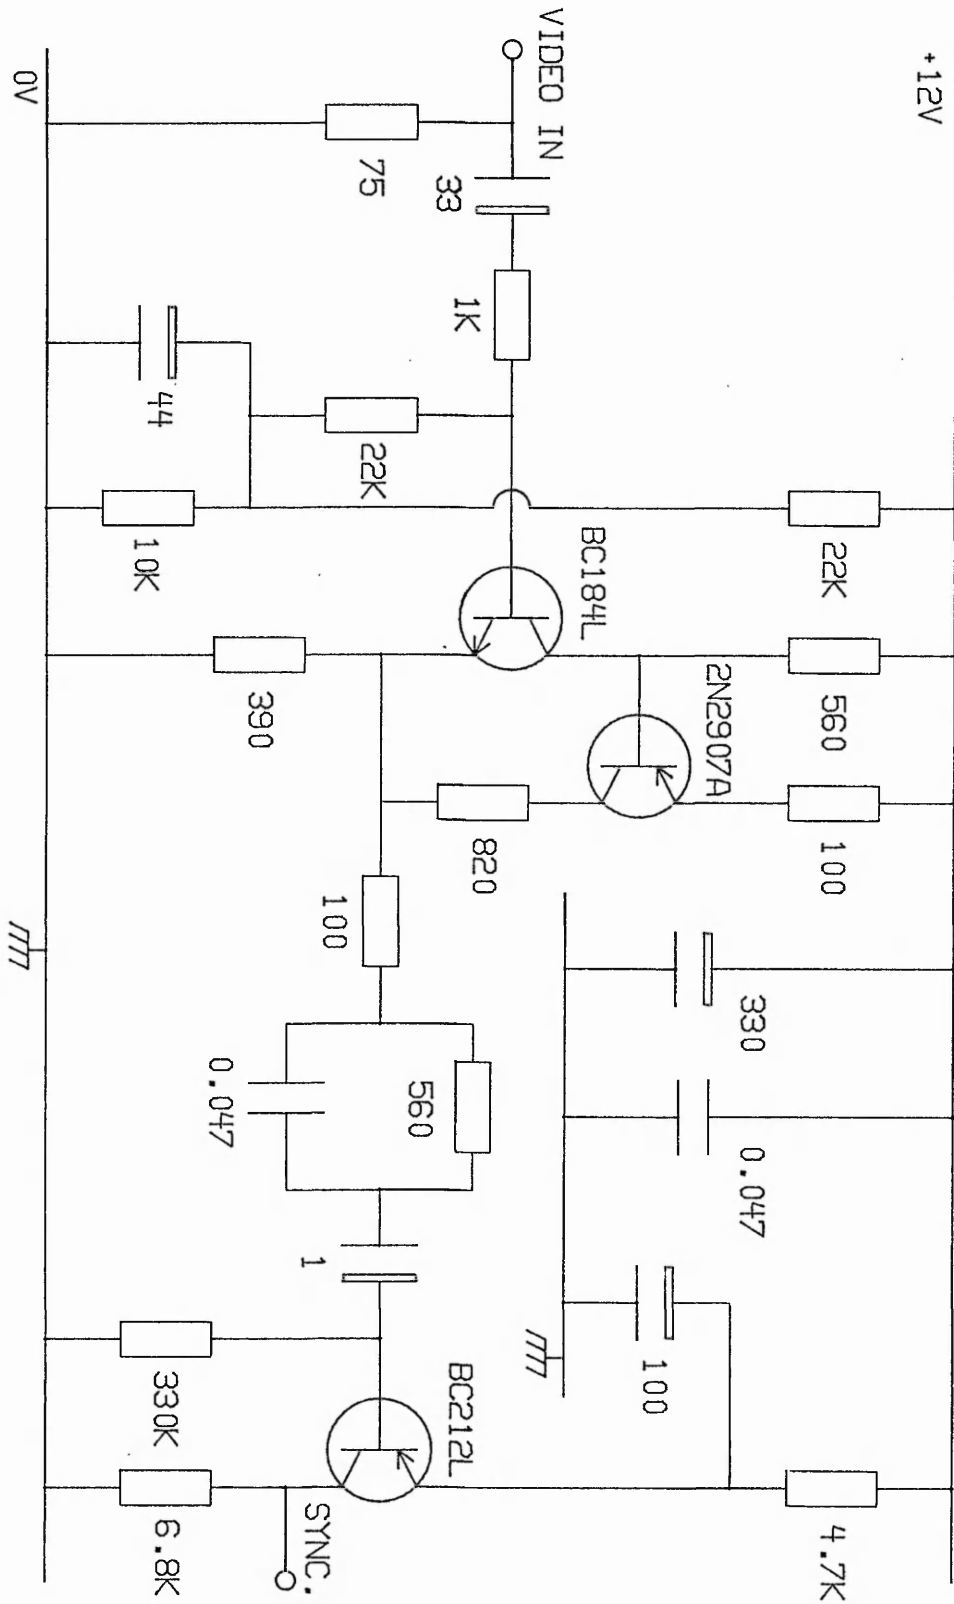 +12V
22K
560
100
330
0.047
100
4.7K
2N2907A
BC184L
VIDEO IN
33
1K
820
BC212L
560
100
0.047
1
SYNC.
75
22K
390
44
10K
330K
6.8K
0V